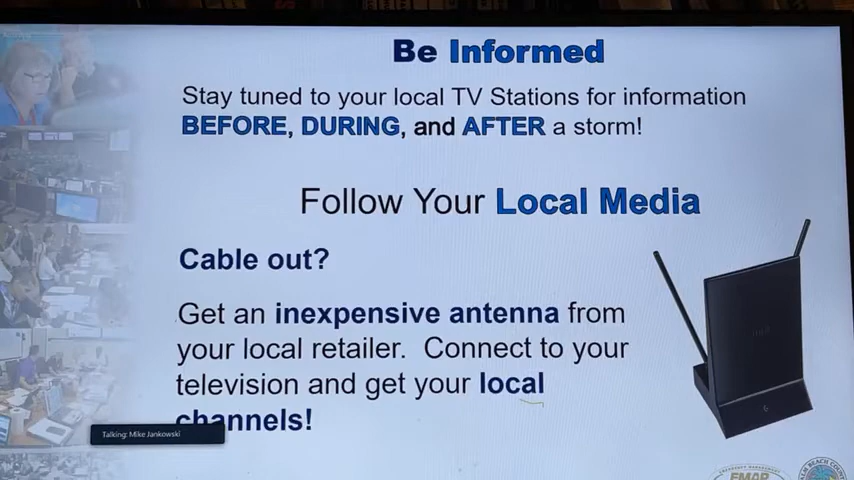 Be Informed
Stay tuned to your local TV Stations for information
BEFORE, DURING, and AFTER a storm!
Follow Your Local Media
Cable out?
Get an inexpensive antenna from
your local retailer. Connect to your
television and get your local
channels!
Talking: Mike Jankowski
EMAP